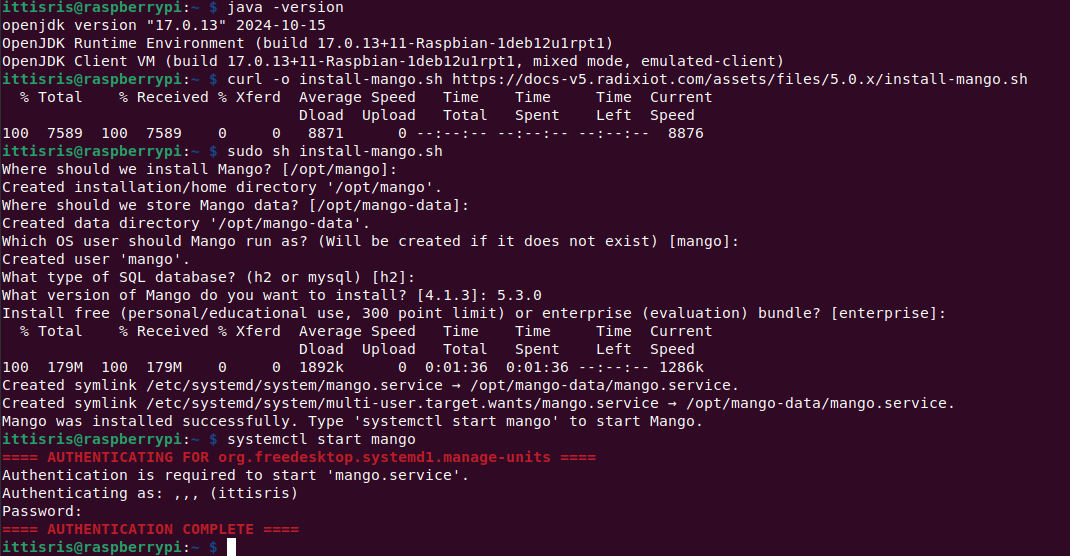 ittisris@raspberrypi:~ $ java -version
openjdk version "17.0.13" 2024-10-15
OpenJDK Runtime Environment (build 17.0.13+11-Raspbian-1deb12u1rpt1)
OpenJDK Client VM (build 17.0.13+11-Raspbian-1deb12u1rpt1, mixed mode, emulated-client)
ittisris@raspberrypi:~ $ curl -o install-mango.sh https://docs-v5.radixiot.com/assets/files/5.0.x/install-mango.sh
  % Total    % Received % Xferd  Average Speed   Time    Time     Time  Current
                                 Dload  Upload   Total   Spent    Left  Speed
100  7589  100  7589    0     0   8871      0 --:--:-- --:--:-- --:--:--  8876
ittisris@raspberrypi:~ $ sudo sh install-mango.sh
Where should we install Mango? [/opt/mango]:
Created installation/home directory '/opt/mango'.
Where should we store Mango data? [/opt/mango-data]:
Created data directory '/opt/mango-data'.
Which OS user should Mango run as? (Will be created if it does not exist) [mango]:
Created user 'mango'.
What type of SQL database? (h2 or mysql) [h2]:
What version of Mango do you want to install? [4.1.3]: 5.3.0
Install free (personal/educational use, 300 point limit) or enterprise (evaluation) bundle? [enterprise]:
  % Total    % Received % Xferd  Average Speed   Time    Time     Time  Current
                                 Dload  Upload   Total   Spent    Left  Speed
100  179M  100  179M    0     0  1892k      0  0:01:36  0:01:36 --:--:-- 1286k
Created symlink /etc/systemd/system/mango.service → /opt/mango-data/mango.service.
Created symlink /etc/systemd/system/multi-user.target.wants/mango.service → /opt/mango-data/mango.service.
Mango was installed successfully. Type 'systemctl start mango' to start Mango.
ittisris@raspberrypi:~ $ systemctl start mango
==== AUTHENTICATING FOR org.freedesktop.systemd1.manage-units ====
Authentication is required to start 'mango.service'.
Authenticating as: ,,, (ittisris)
Password:
==== AUTHENTICATION COMPLETE ====
ittisris@raspberrypi:~ $